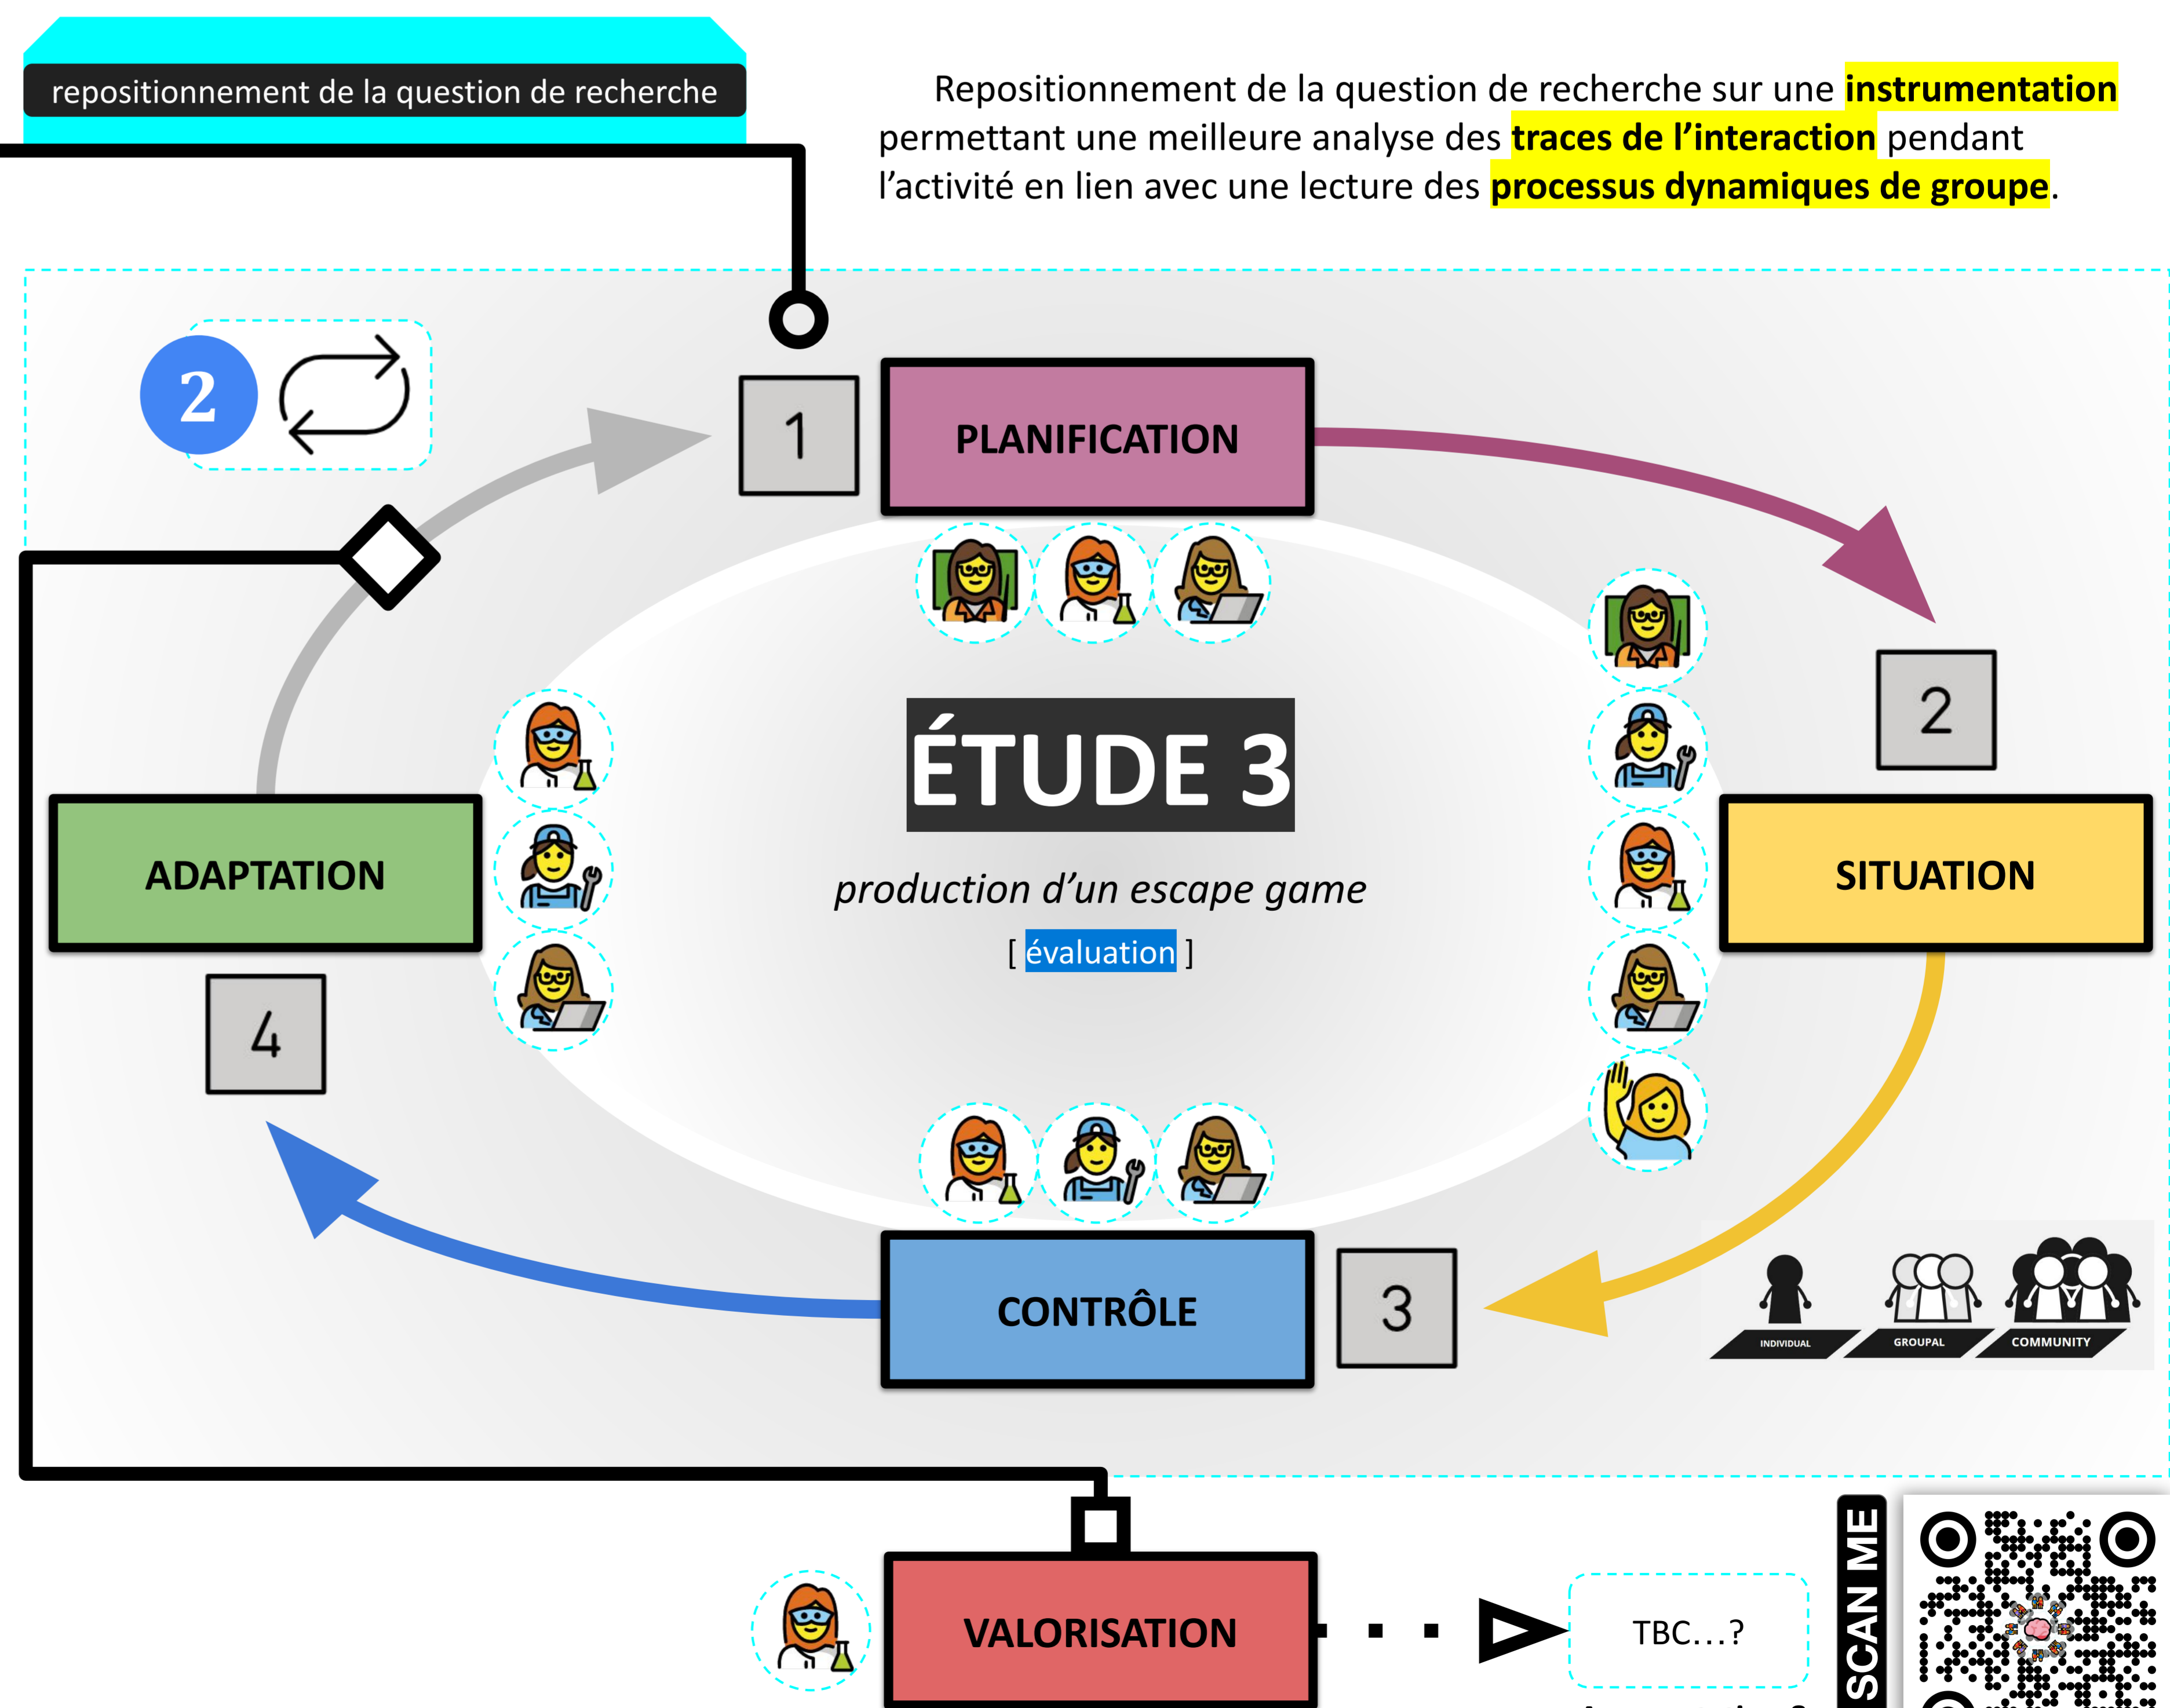 repositionnement de la question de recherche
Repositionnement de la question de recherche sur une instrumentation
permettant une meilleure analyse des traces de l’interaction pendant
l’activité en lien avec une lecture des processus dynamiques de groupe.
2
1
PLANIFICATION
2
SITUATION
ÉTUDE 3
production d’un escape game
[ évaluation ]
ADAPTATION
4
CONTRÔLE
3
INDIVIDUAL
GROUPAL
COMMUNITY
VALORISATION
TBC...?
SCAN ME